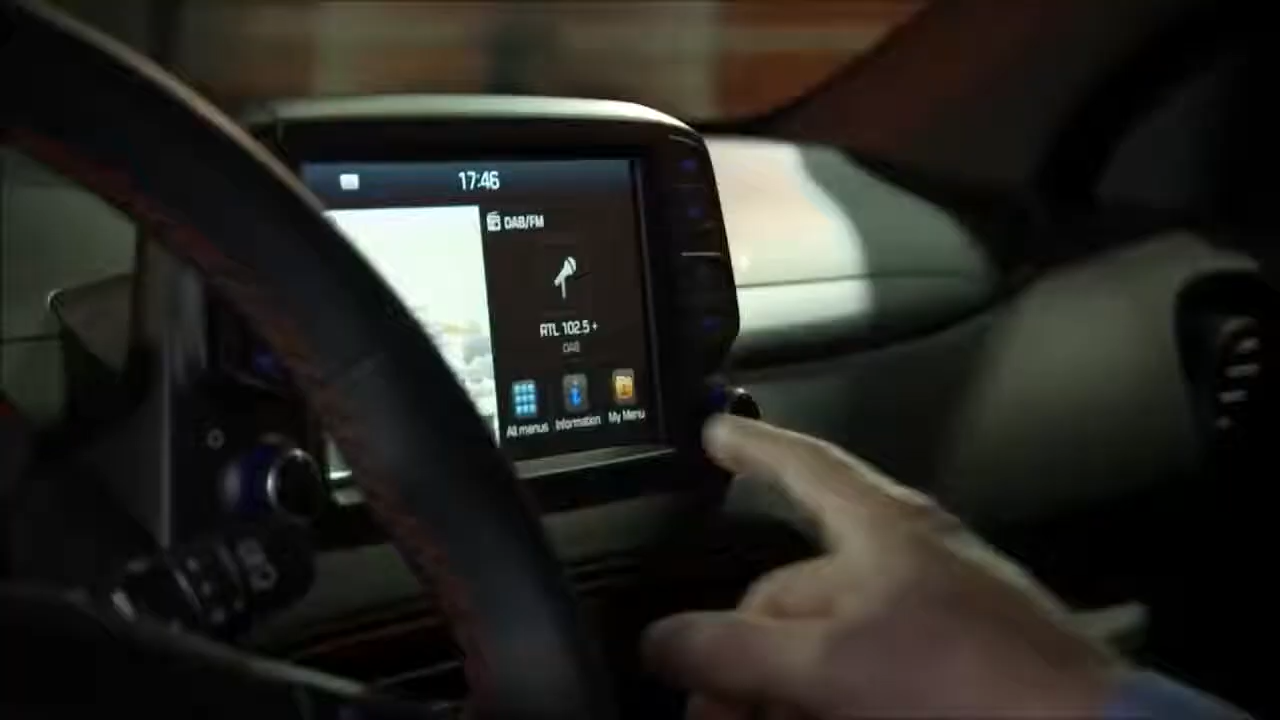 17:46
DAB/FM
RTL 102.5 +
DAB
All menus
Information
My Menu